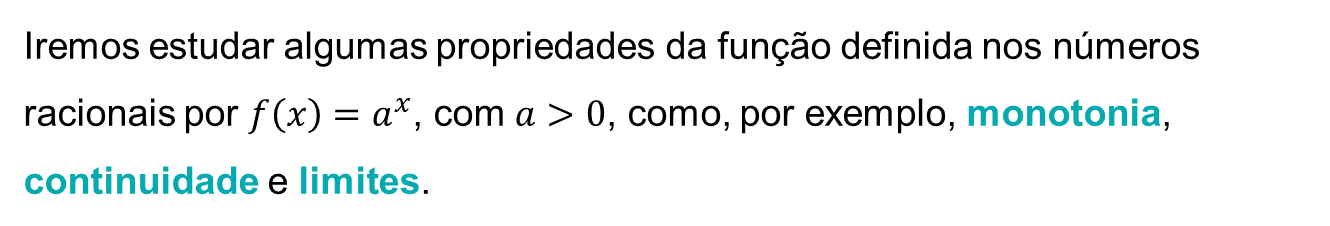 Iremos estudar algumas propriedades da função definida nos números
racionais por 𝑓(𝑥) = 𝑎ˣ, com 𝑎 > 0, como, por exemplo, monotonia,
continuidade e limites.